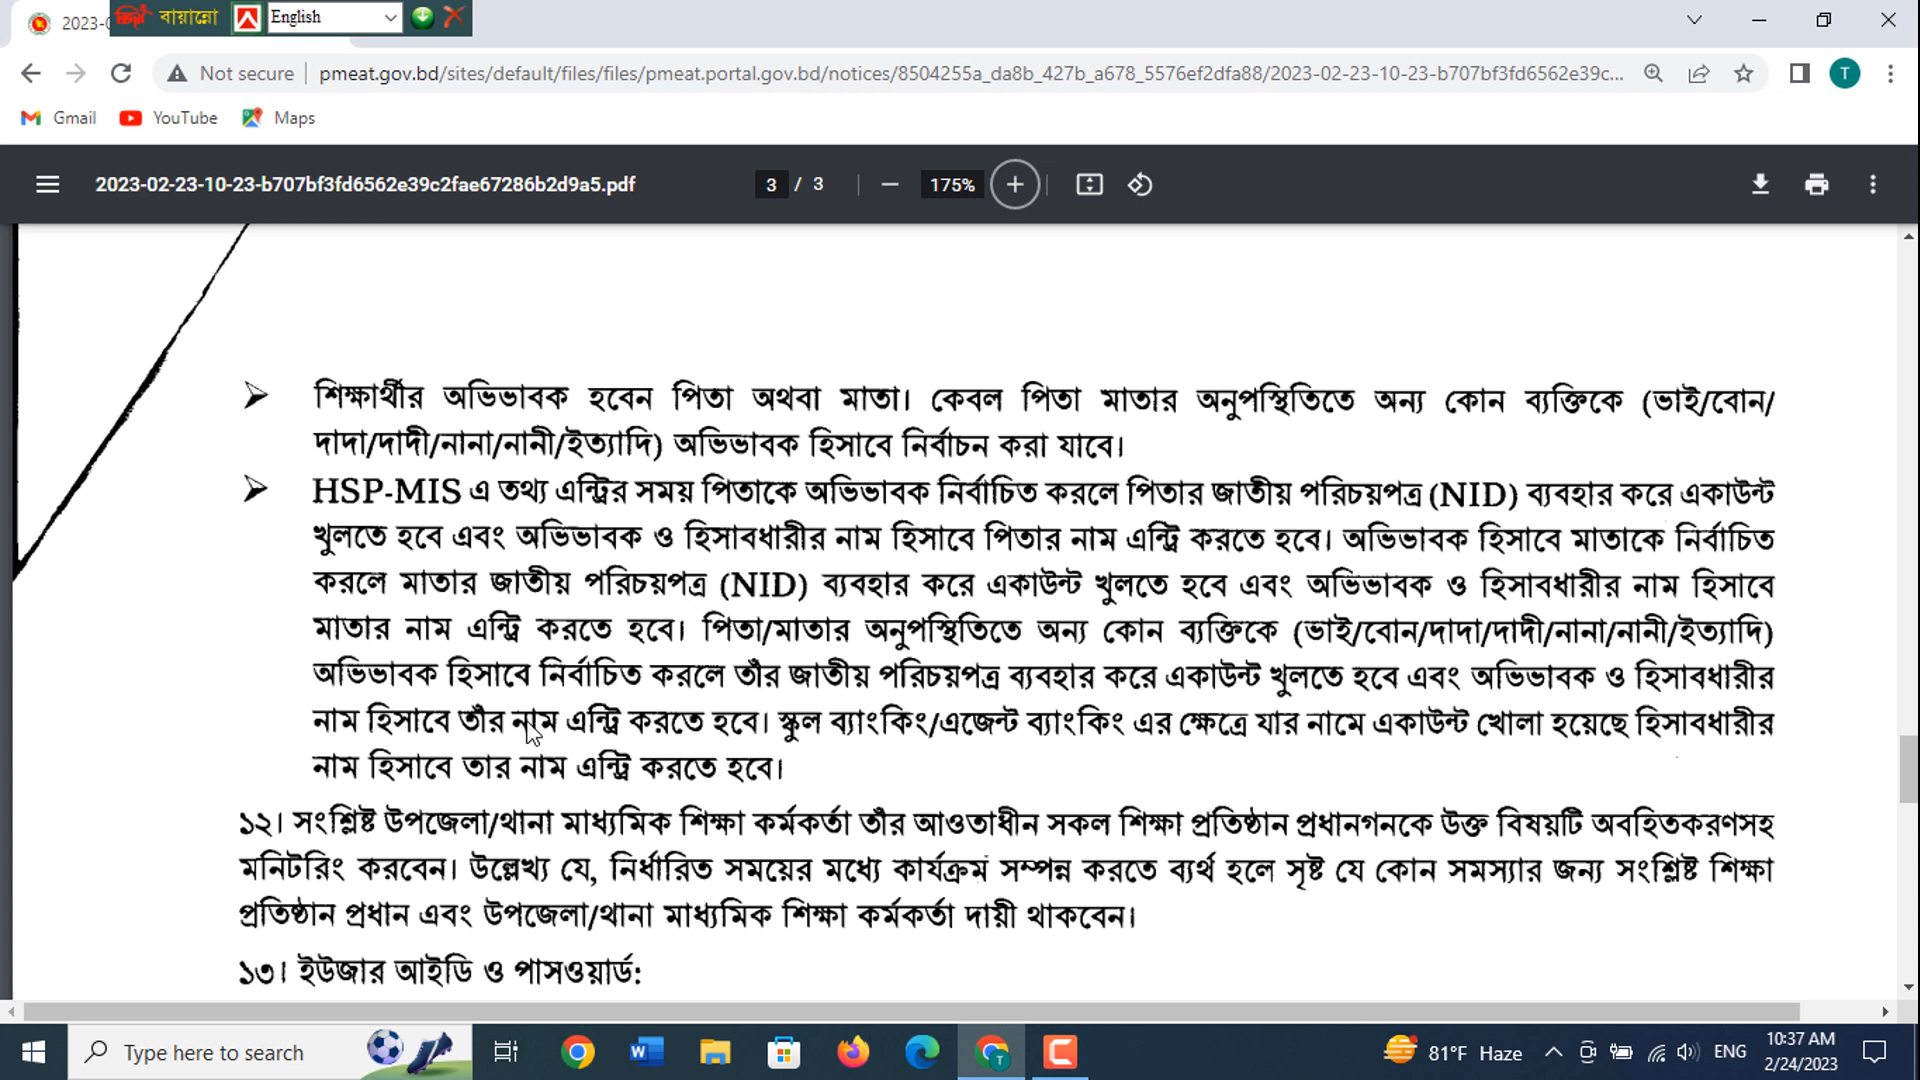 2023-0
বায়ান্নো
English
Not secure
pmeat.gov.bd/sites/default/files/files/pmeat.portal.gov.bd/notices/8504255a_da8b_427b_a678_5576ef2dfa88/2023-02-23-10-23-b707bf3fd6562e39c...
T
Gmail
YouTube
Maps
2023-02-23-10-23-b707bf3fd6562e39c2fae67286b2d9a5.pdf
3 / 3
175%
শিক্ষার্থীর অভিভাবক হবেন পিতা অথবা মাতা। কেবল পিতা মাতার অনুপস্থিতিতে অন্য কোন ব্যক্তিকে (ভাই/বোন/
দাদা/দাদী/নানা/নানী/ইত্যাদি) অভিভাবক হিসাবে নির্বাচন করা যাবে।
HSP-MIS এ তথ্য এন্ট্রির সময় পিতাকে অভিভাবক নির্বাচিত করলে পিতার জাতীয় পরিচয়পত্র (NID) ব্যবহার করে একাউন্ট
খুলতে হবে এবং অভিভাবক ও হিসাবধারীর নাম হিসাবে পিতার নাম এন্ট্রি করতে হবে। অভিভাবক হিসাবে মাতাকে নির্বাচিত
করলে মাতার জাতীয় পরিচয়পত্র (NID) ব্যবহার করে একাউন্ট খুলতে হবে এবং অভিভাবক ও হিসাবধারীর নাম হিসাবে
মাতার নাম এন্ট্রি করতে হবে। পিতা/মাতার অনুপস্থিতিতে অন্য কোন ব্যক্তিকে (ভাই/বোন/দাদা/দাদী/নানা/নানী/ইত্যাদি)
অভিভাবক হিসাবে নির্বাচিত করলে তাঁর জাতীয় পরিচয়পত্র ব্যবহার করে একাউন্ট খুলতে হবে এবং অভিভাবক ও হিসাবধারীর
নাম হিসাবে তাঁর নাম এন্ট্রি করতে হবে। স্কুল ব্যাংকিং/এজেন্ট ব্যাংকিং এর ক্ষেত্রে যার নামে একাউন্ট খোলা হয়েছে হিসাবধারীর
নাম হিসাবে তার নাম এন্ট্রি করতে হবে।
১২। সংশ্লিষ্ট উপজেলা/থানা মাধ্যমিক শিক্ষা কর্মকর্তা তাঁর আওতাধীন সকল শিক্ষা প্রতিষ্ঠান প্রধানগনকে উক্ত বিষয়টি অবহিতকরণসহ
মনিটরিং করবেন। উল্লেখ্য যে, নির্ধারিত সময়ের মধ্যে কার্যক্রম সম্পন্ন করতে ব্যর্থ হলে সৃষ্ট যে কোন সমস্যার জন্য সংশ্লিষ্ট শিক্ষা
প্রতিষ্ঠান প্রধান এবং উপজেলা/থানা মাধ্যমিক শিক্ষা কর্মকর্তা দায়ী থাকবেন।
১৩। ইউজার আইডি ও পাসওয়ার্ড:
Type here to search
81°F Haze
ENG
10:37 AM
2/24/2023